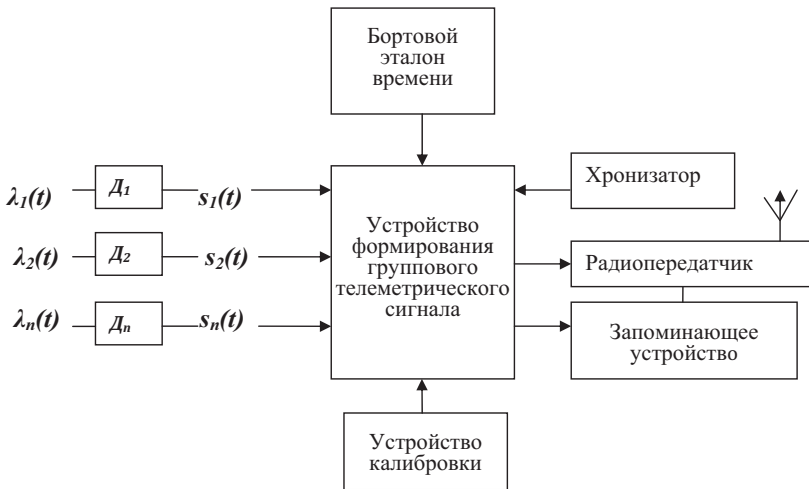 Бортовой
эталон
времени
λ1(t)
Д1
s1(t)
λ2(t)
Д2
s2(t)
λn(t)
Дn
sn(t)
Устройство
формирования
группового
телеметрического
сигнала
Хронизатор
Радиопередатчик
Запоминающее
устройство
Устройство
калибровки